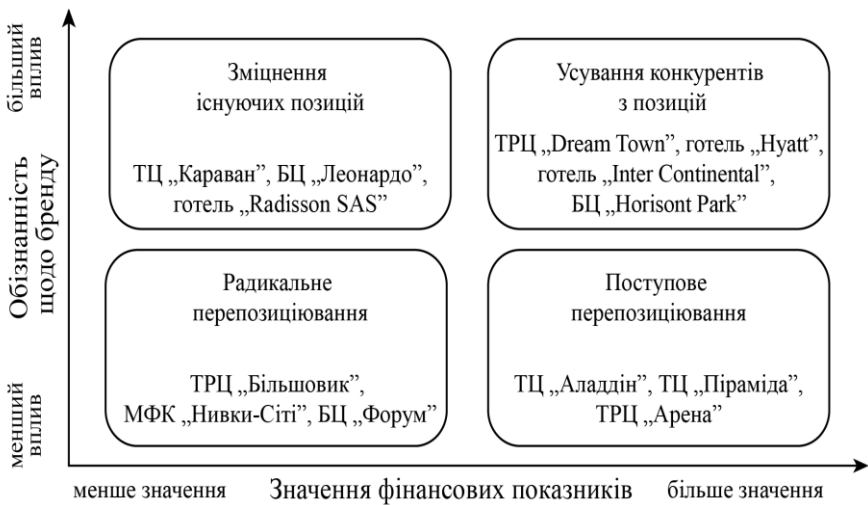 більший
вплив
Обізнанність
щодо бренду
менший
вплив
Зміцнення
існуючих позицій
ТЦ „Караван”, БЦ „Леонардо”,
готель „Radisson SAS”
Усування конкурентів
з позицій
ТРЦ „Dream Town”, готель „Hyatt”,
готель „Inter Continental”,
БЦ „Horisont Park”
Радикальне
перепозиціювання
ТРЦ „Більшовик”,
МФК „Нивки-Сіті”, БЦ „Форум”
Поступове
перепозиціювання
ТЦ „Аладдін”, ТЦ „Піраміда”,
ТРЦ „Арена”
менше значення
Значення фінансових показників
більше значення